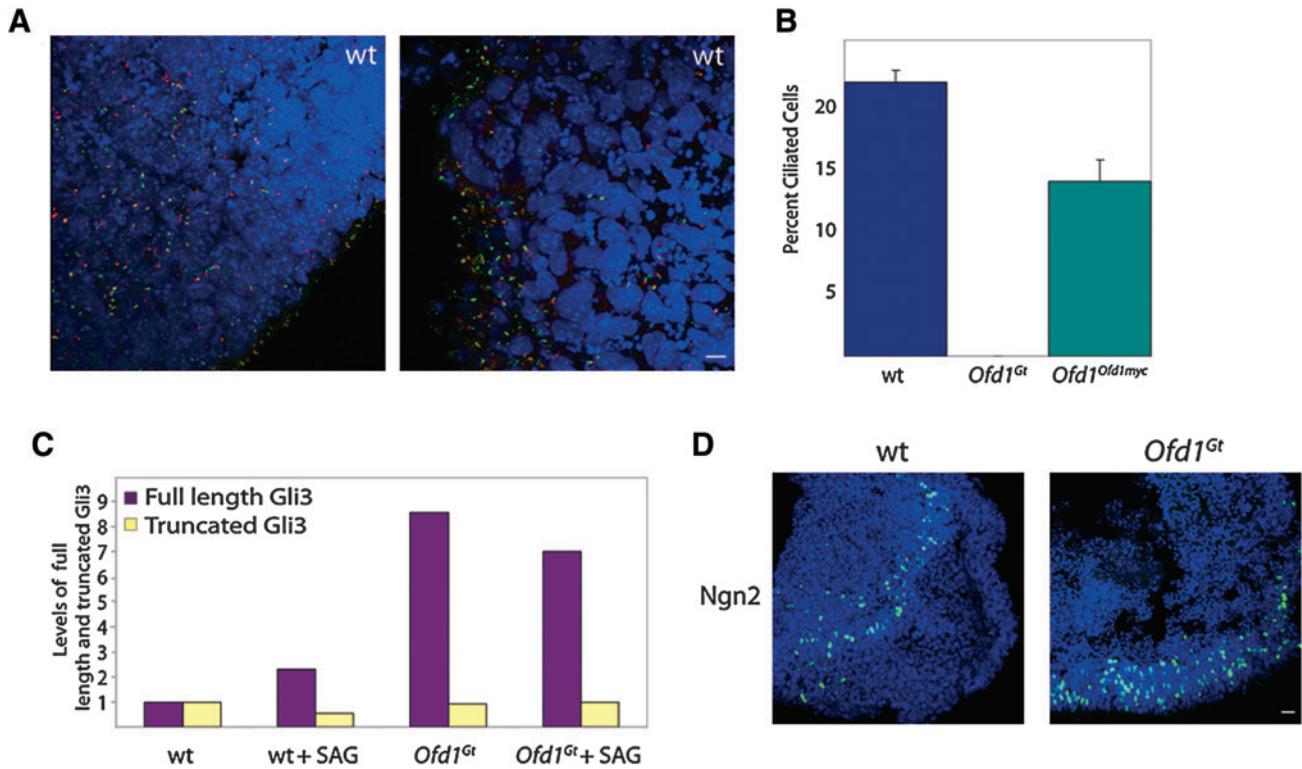 A
wt
wt
B
Percent Ciliated Cells
20
15
10
5
wt
Ofd1Gt
Ofd1Ofd1myc
C
Full length Gli3
Truncated Gli3
Levels of full
length and truncated Gli3
9
8
7
6
5
4
3
2
1
wt
wt + SAG
Ofd1Gt
Ofd1Gt + SAG
D
wt
Ofd1Gt
Ngn2